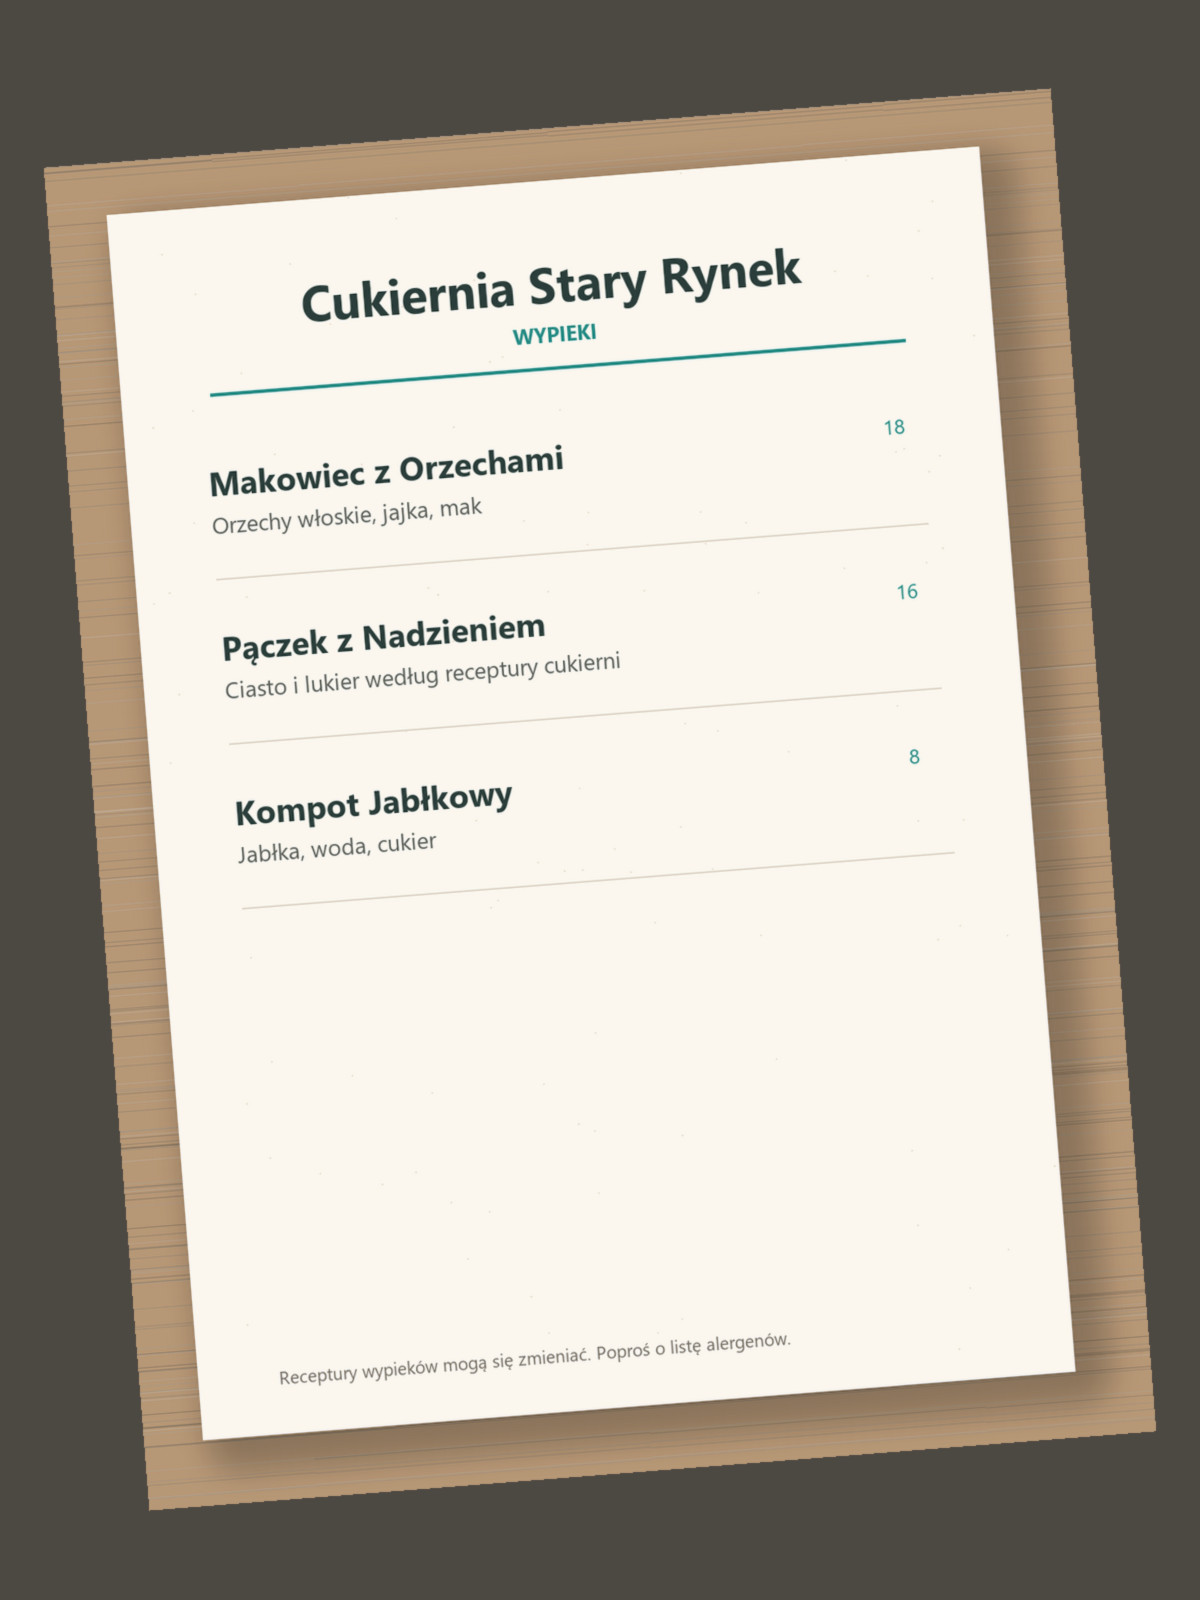 Cukiernia Stary Rynek
WYPIEKI
Makowiec z Orzechami 18
Orzechy włoskie, jajka, mak
Pączek z Nadzieniem 16
Ciasto i lukier według receptury cukierni
Kompot Jabłkowy 8
Jabłka, woda, cukier
Receptury wypieków mogą się zmieniać. Poproś o listę alergenów.